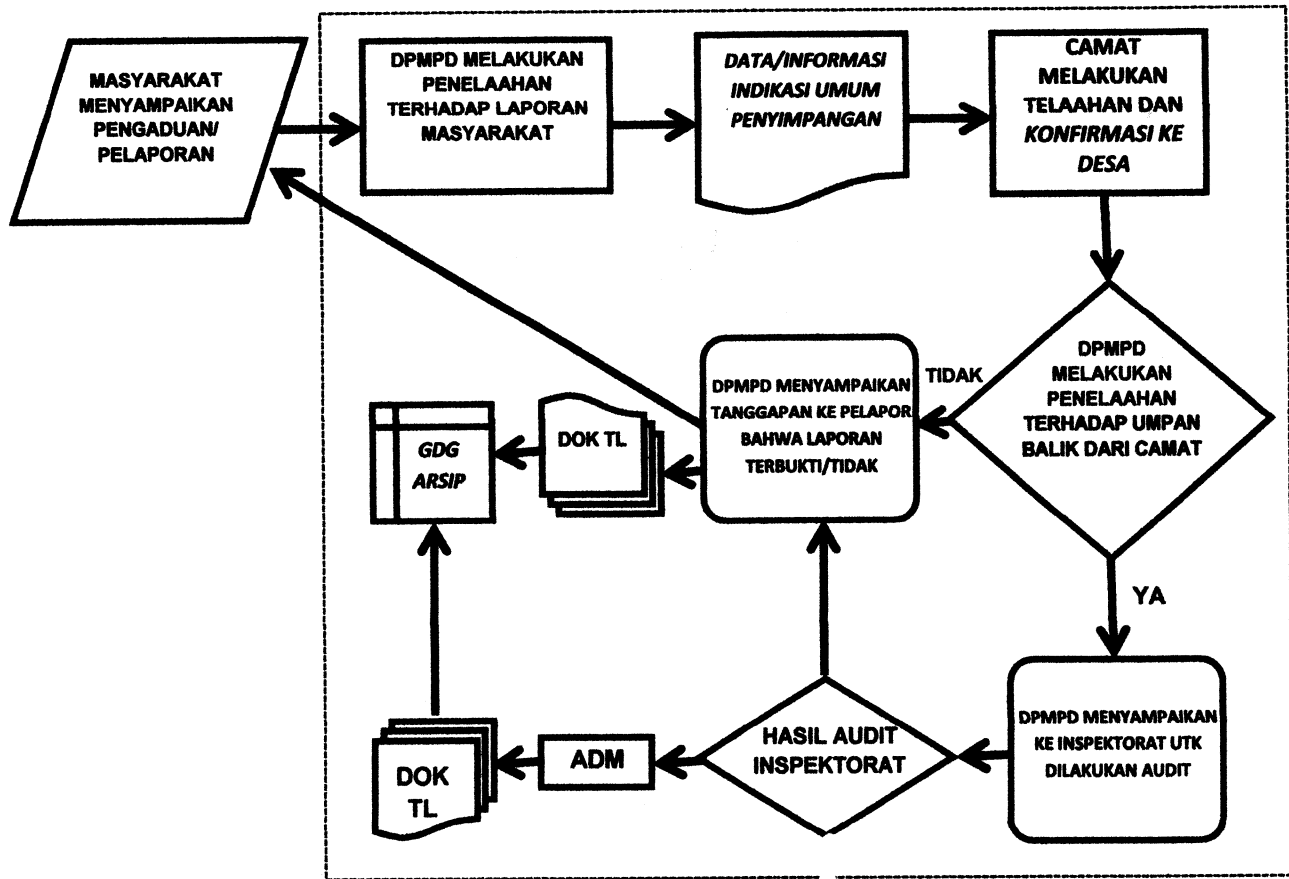 MASYARAKAT
MENYAMPAIKAN
PENGADUAN/
PELAPORAN
DPMPD MELAKUKAN
PENELAAHAN
TERHADAP LAPORAN
MASYARAKAT
DATA/INFORMASI
INDIKASI UMUM
PENYIMPANGAN
CAMAT
MELAKUKAN
TELAAHAN DAN
KONFIRMASI KE
DESA
DPMPD
MELAKUKAN
PENELAAHAN
TERHADAP UMPAN
BALIK DARI CAMAT
TIDAK
DPMPD MENYAMPAIKAN
TANGGAPAN KE PELAPOR
BAHWA LAPORAN
TERBUKTI/TIDAK
DOK TL
GDG
ARSIP
YA
DPMPD MENYAMPAIKAN
KE INSPEKTORAT UTK
DILAKUKAN AUDIT
HASIL AUDIT
INSPEKTORAT
ADM
DOK
TL